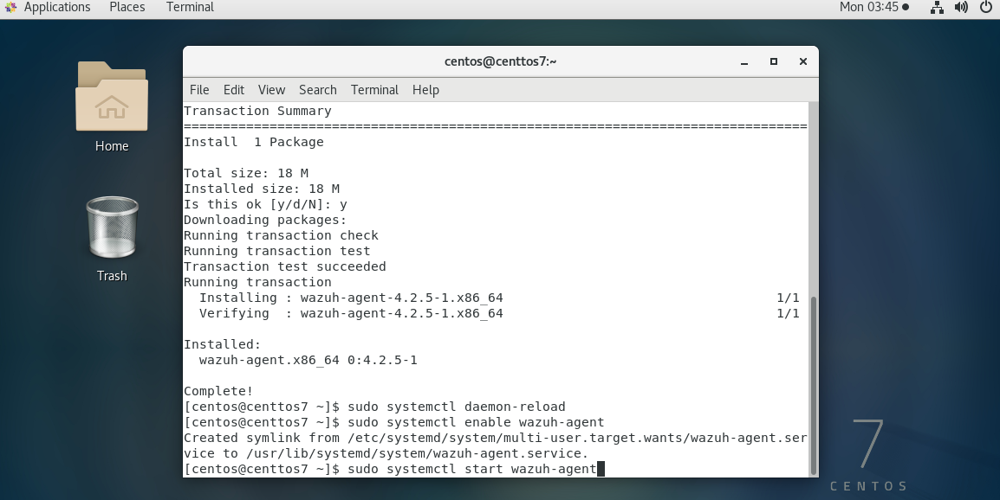 Applications Places Terminal Mon 03:45
centos@centtos7:~
File Edit View Search Terminal Help
Transaction Summary
================================================================================
Install  1 Package
Total size: 18 M
Installed size: 18 M
Is this ok [y/d/N]: y
Downloading packages:
Running transaction check
Running transaction test
Transaction test succeeded
Running transaction
  Installing : wazuh-agent-4.2.5-1.x86_64                                   1/1
  Verifying  : wazuh-agent-4.2.5-1.x86_64                                   1/1
Installed:
  wazuh-agent.x86_64 0:4.2.5-1
Complete!
[centos@centtos7 ~]$ sudo systemctl daemon-reload
[centos@centtos7 ~]$ sudo systemctl enable wazuh-agent
Created symlink from /etc/systemd/system/multi-user.target.wants/wazuh-agent.ser
vice to /usr/lib/systemd/system/wazuh-agent.service.
[centos@centtos7 ~]$ sudo systemctl start wazuh-agent
Home
Trash
7
CENTOS